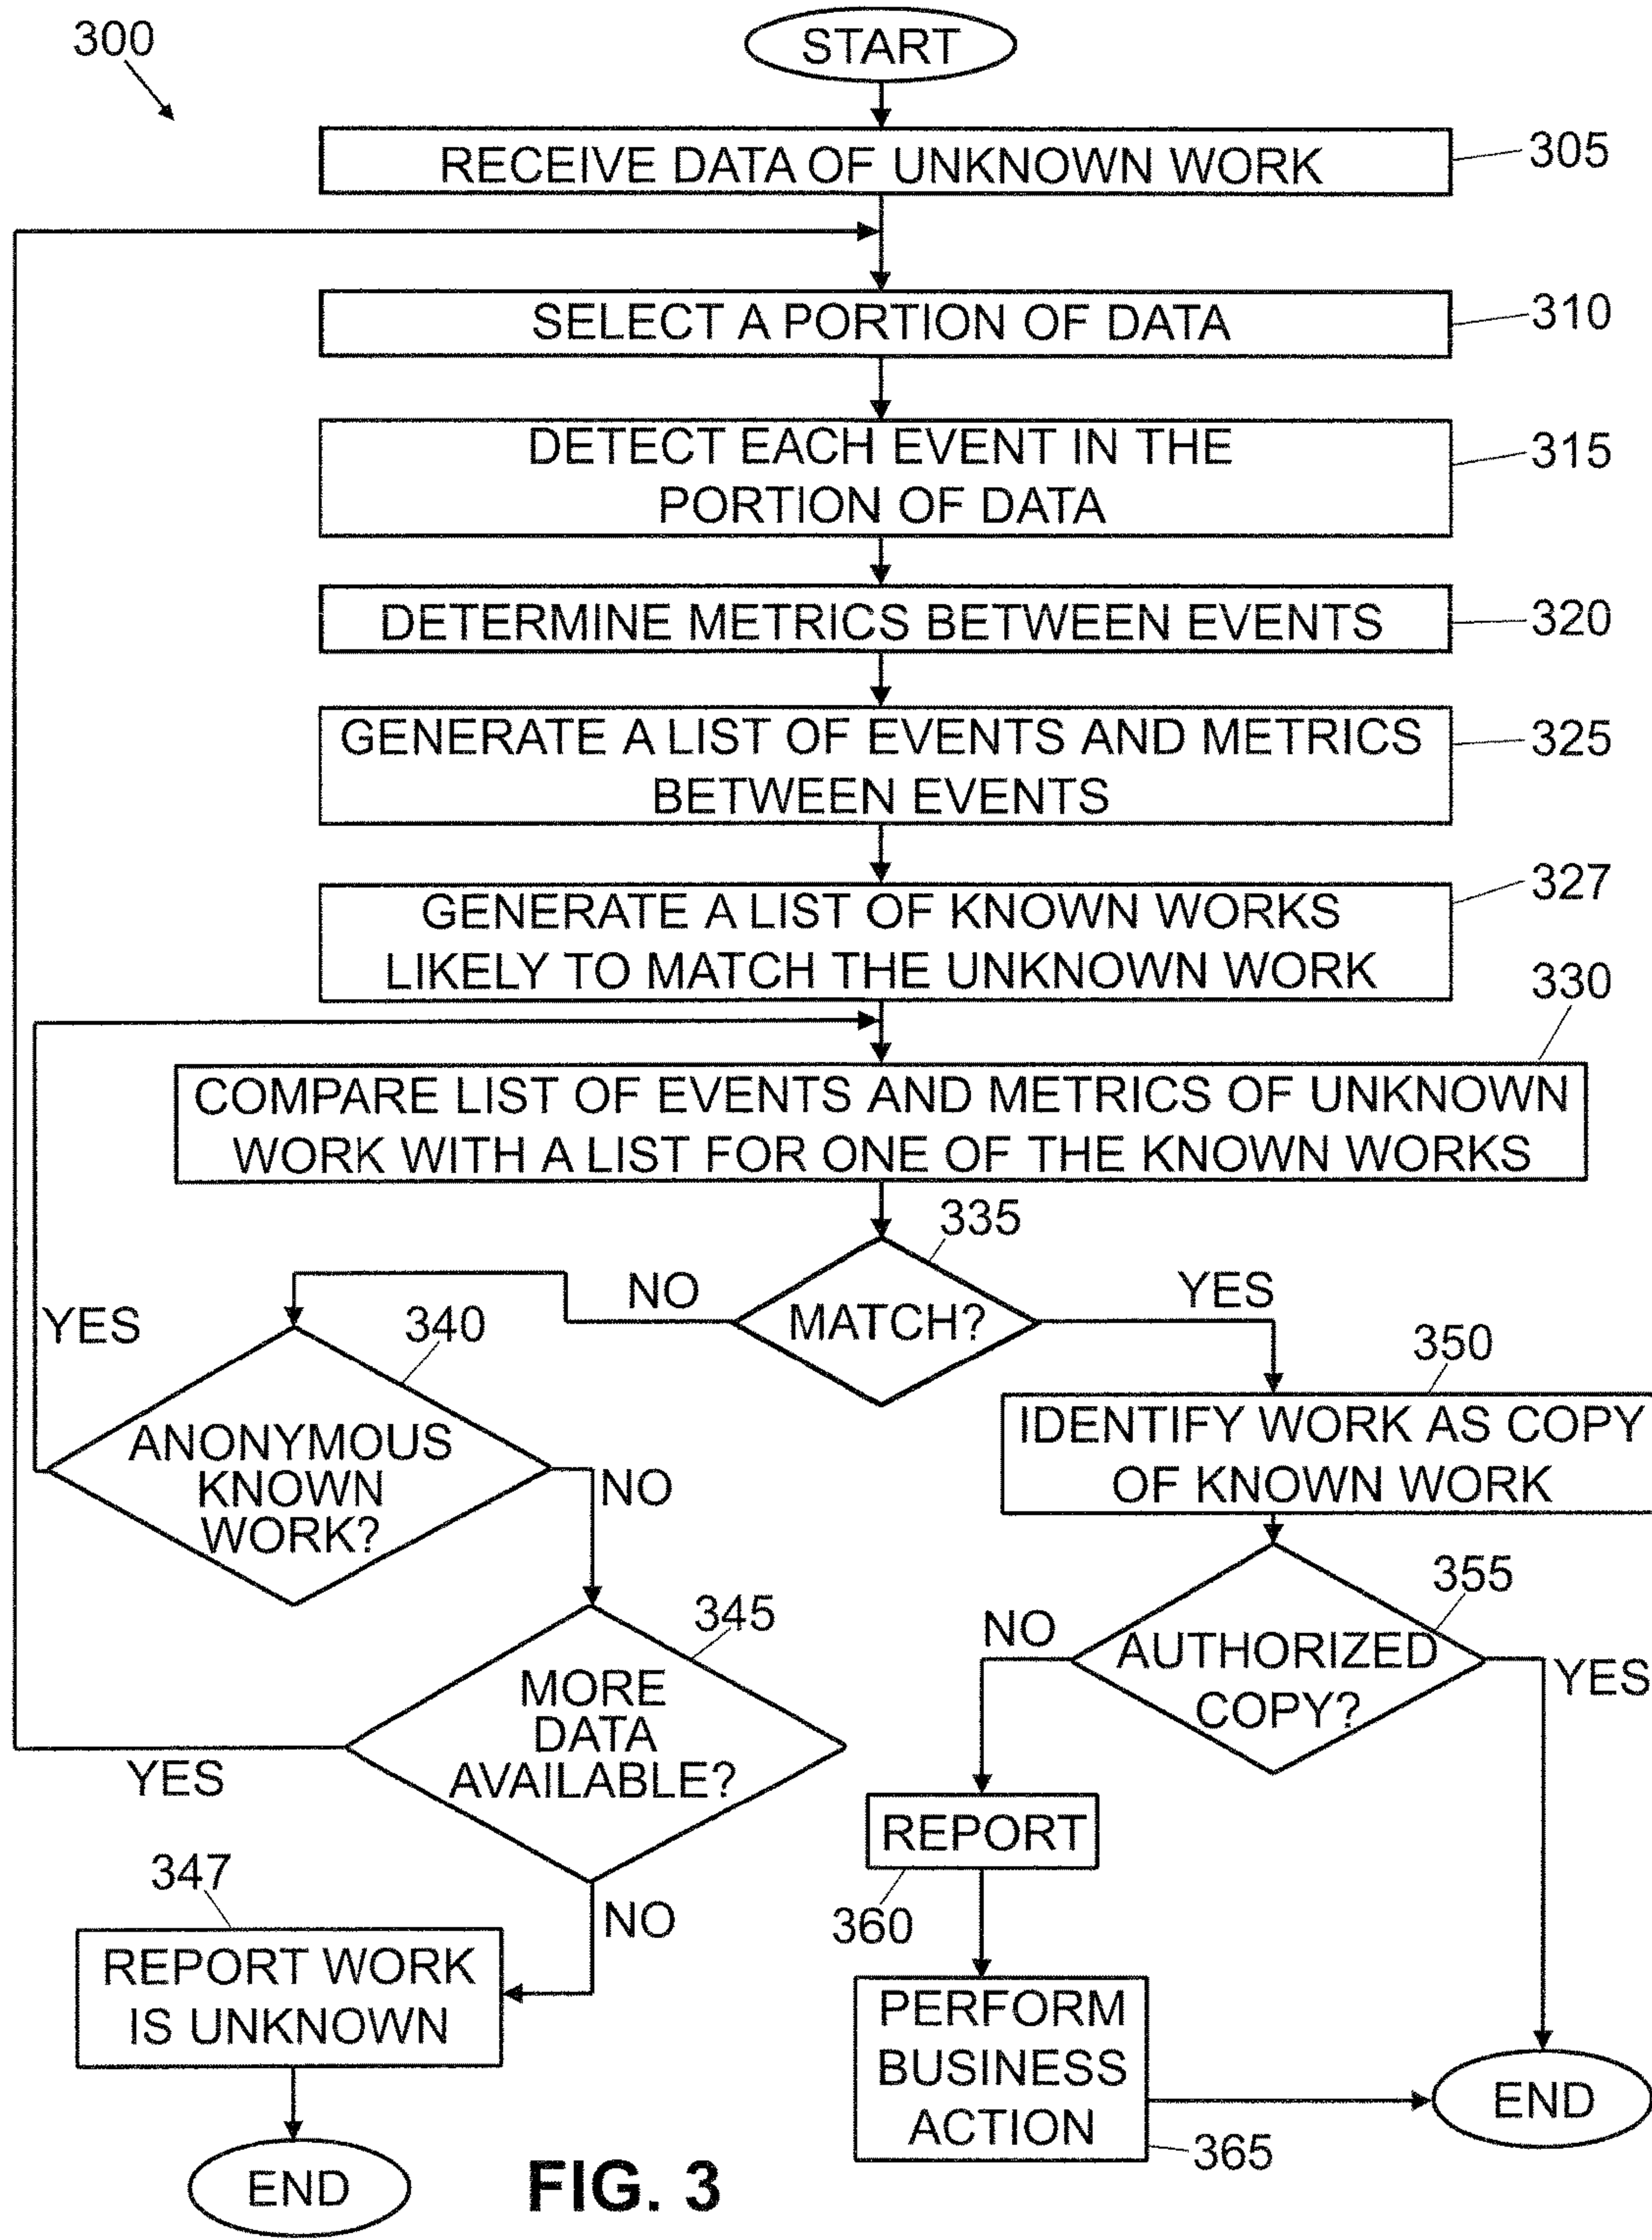 300
START
RECEIVE DATA OF UNKNOWN WORK
305
SELECT A PORTION OF DATA
310
DETECT EACH EVENT IN THE
PORTION OF DATA
315
DETERMINE METRICS BETWEEN EVENTS
320
GENERATE A LIST OF EVENTS AND METRICS
BETWEEN EVENTS
325
GENERATE A LIST OF KNOWN WORKS
LIKELY TO MATCH THE UNKNOWN WORK
327
330
COMPARE LIST OF EVENTS AND METRICS OF UNKNOWN
WORK WITH A LIST FOR ONE OF THE KNOWN WORKS
335
MATCH?
NO
YES
YES
340
ANONYMOUS
KNOWN
WORK?
NO
350
IDENTIFY WORK AS COPY
OF KNOWN WORK
345
MORE
DATA
AVAILABLE?
YES
NO
355
AUTHORIZED
COPY?
NO
YES
347
REPORT WORK
IS UNKNOWN
END
REPORT
360
PERFORM
BUSINESS
ACTION
365
END
FIG. 3